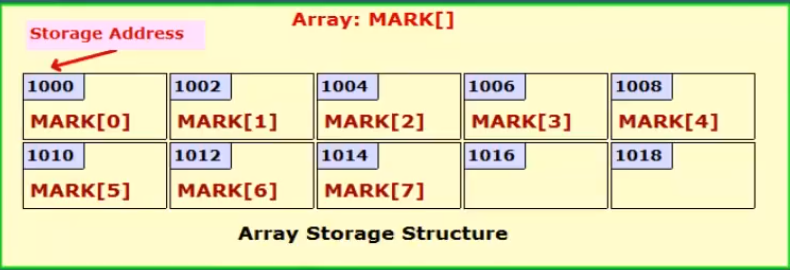 Array: MARK[]
Storage Address
1000 1002 1004 1006 1008
MARK[0] MARK[1] MARK[2] MARK[3] MARK[4]
1010 1012 1014 1016 1018
MARK[5] MARK[6] MARK[7]
Array Storage Structure